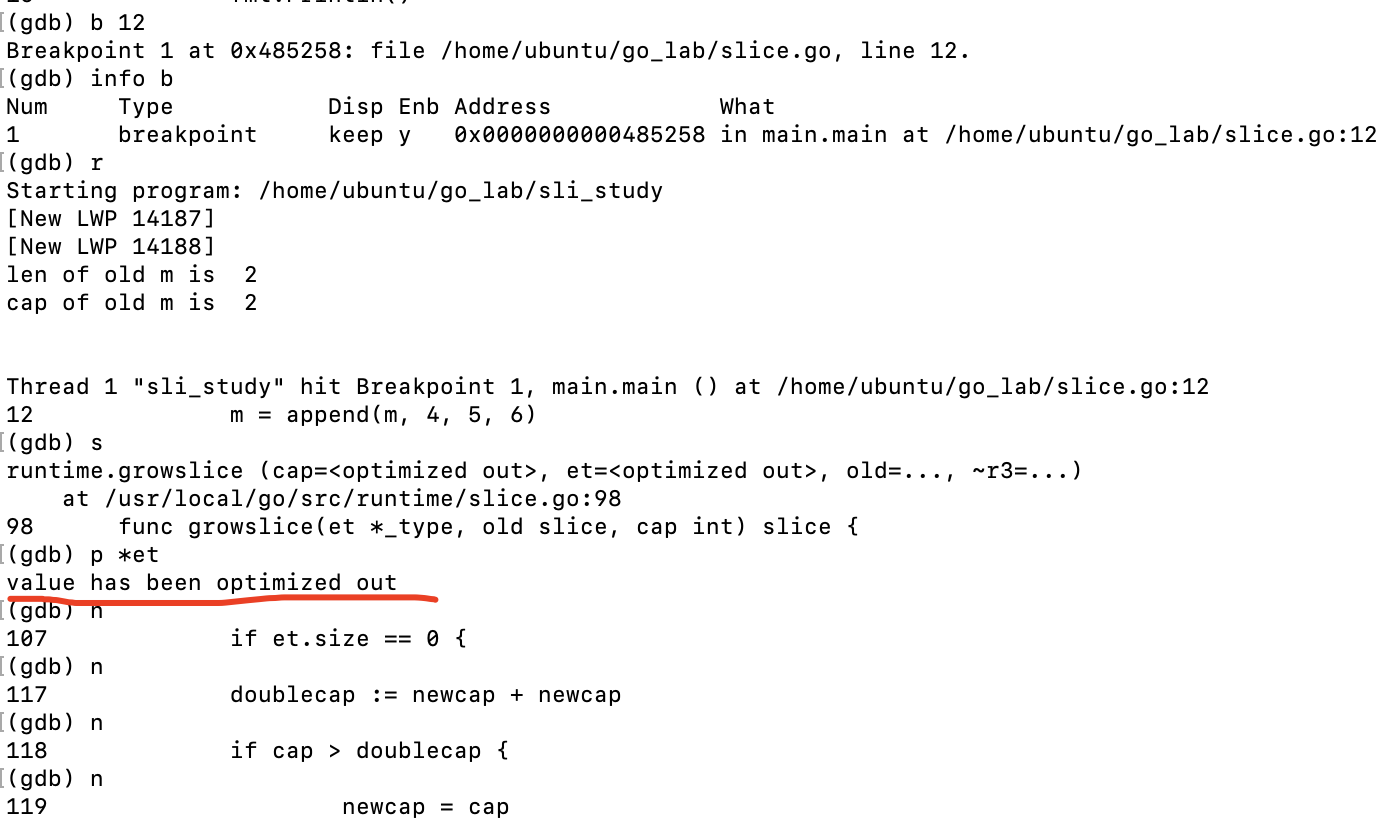 (gdb) b 12
Breakpoint 1 at 0x485258: file /home/ubuntu/go_lab/slice.go, line 12.
(gdb) info b
Num     Type           Disp Enb Address            What
1       breakpoint     keep y   0x0000000000485258 in main.main at /home/ubuntu/go_lab/slice.go:12
(gdb) r
Starting program: /home/ubuntu/go_lab/sli_study
[New LWP 14187]
[New LWP 14188]
len of old m is  2
cap of old m is  2
Thread 1 "sli_study" hit Breakpoint 1, main.main () at /home/ubuntu/go_lab/slice.go:12
12              m = append(m, 4, 5, 6)
(gdb) s
runtime.growslice (cap=<optimized out>, et=<optimized out>, old=..., ~r3=...)
    at /usr/local/go/src/runtime/slice.go:98
98      func growslice(et *_type, old slice, cap int) slice {
(gdb) p *et
value has been optimized out
(gdb) n
107             if et.size == 0 {
(gdb) n
117             doublecap := newcap + newcap
(gdb) n
118             if cap > doublecap {
(gdb) n
119                     newcap = cap